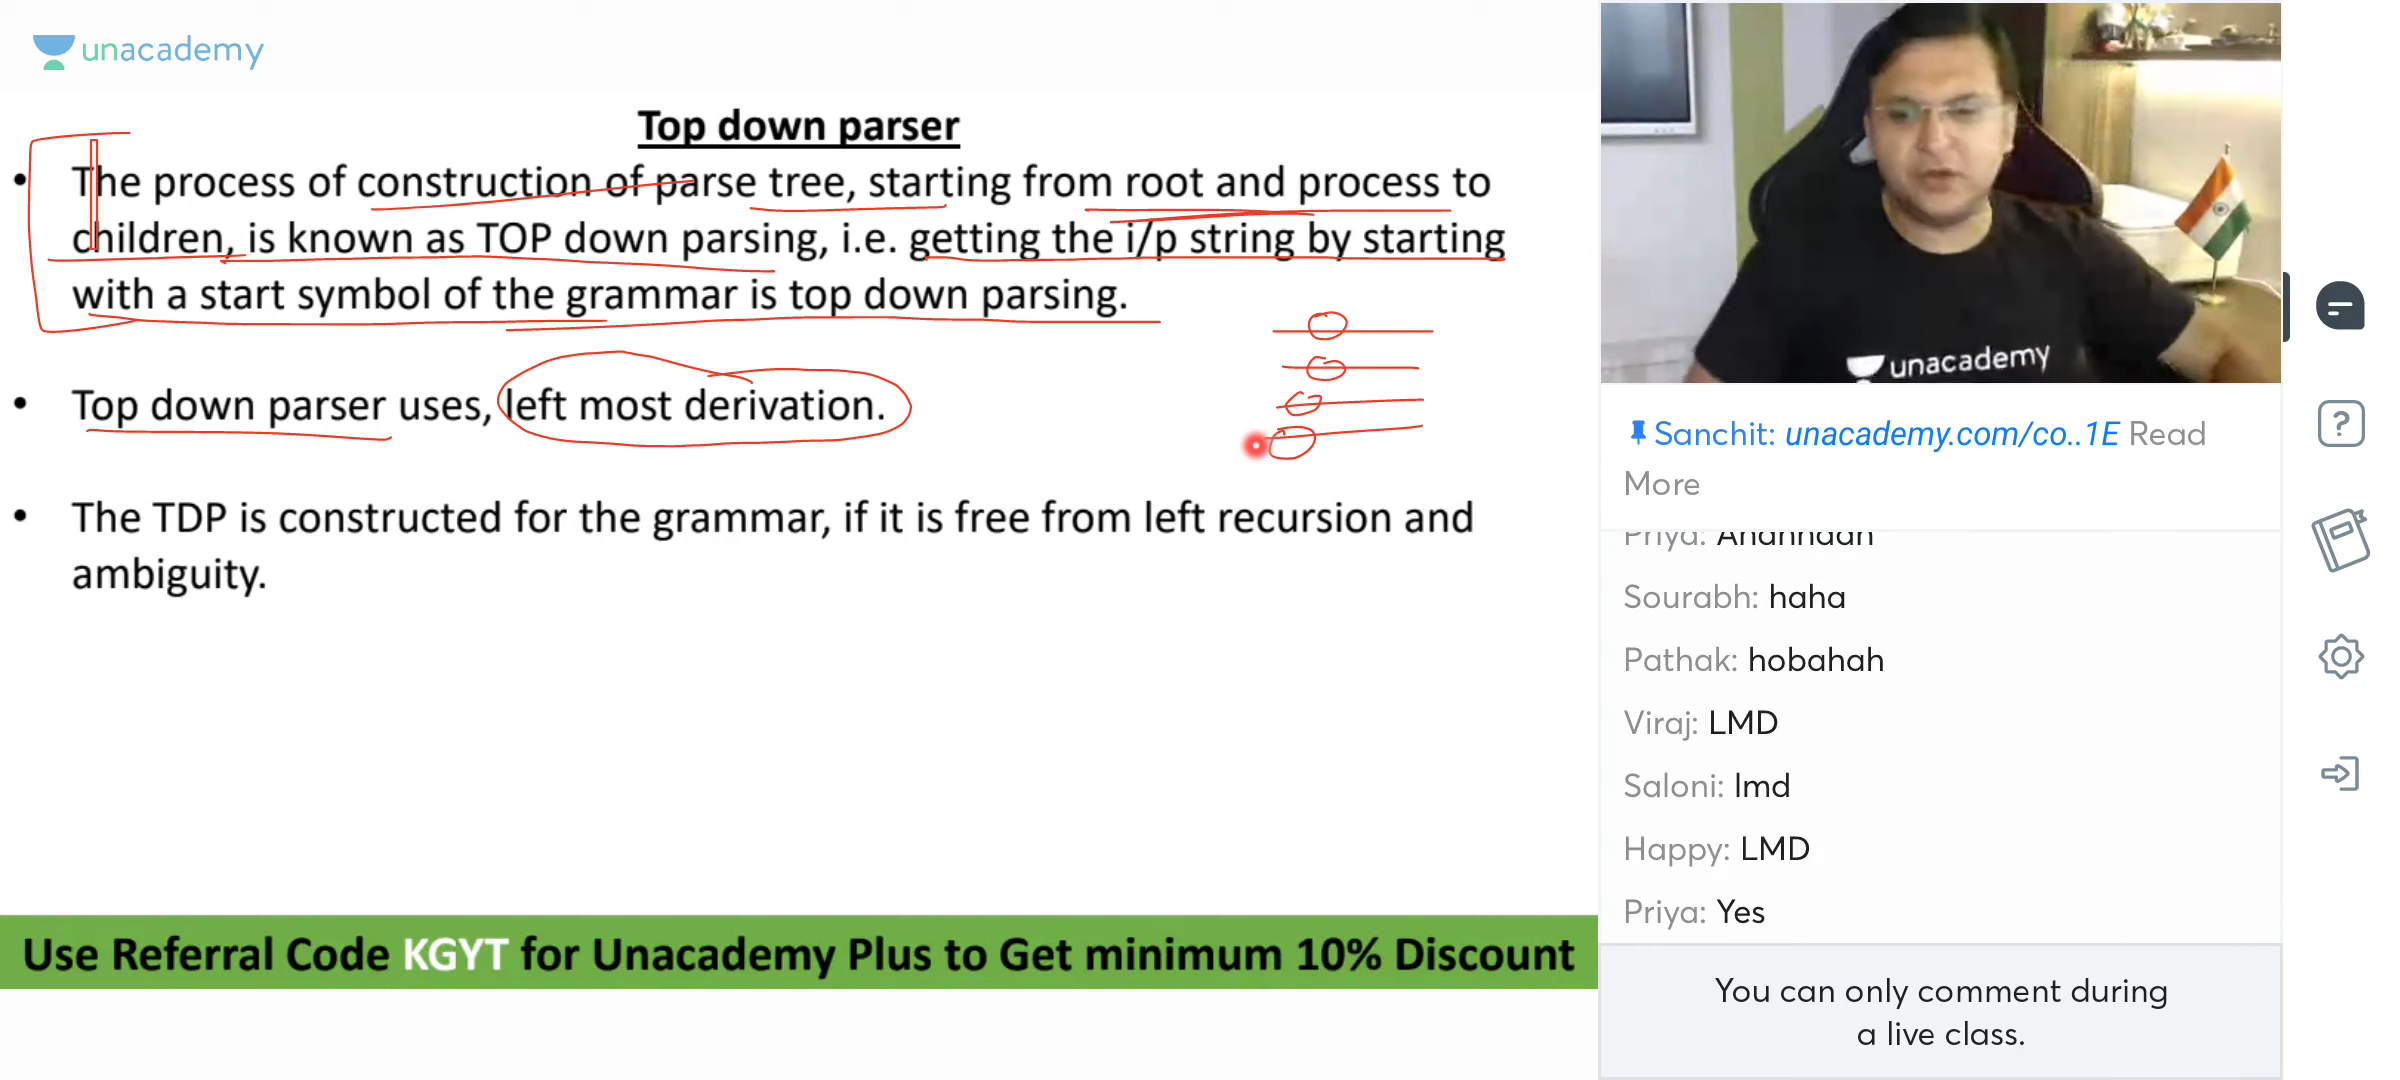 unacademy
Top down parser
• The process of construction of parse tree, starting from root and process to
children, is known as TOP down parsing, i.e. getting the i/p string by starting
with a start symbol of the grammar is top down parsing.
• Top down parser uses, left most derivation.
• The TDP is constructed for the grammar, if it is free from left recursion and
ambiguity.
Use Referral Code KGYT for Unacademy Plus to Get minimum 10% Discount
unacademy
Sanchit: unacademy.com/co..1E Read
More
Priya:
Sourabh: haha
Pathak: hobahah
Viraj: LMD
Saloni: lmd
Happy: LMD
Priya: Yes
You can only comment during
a live class.